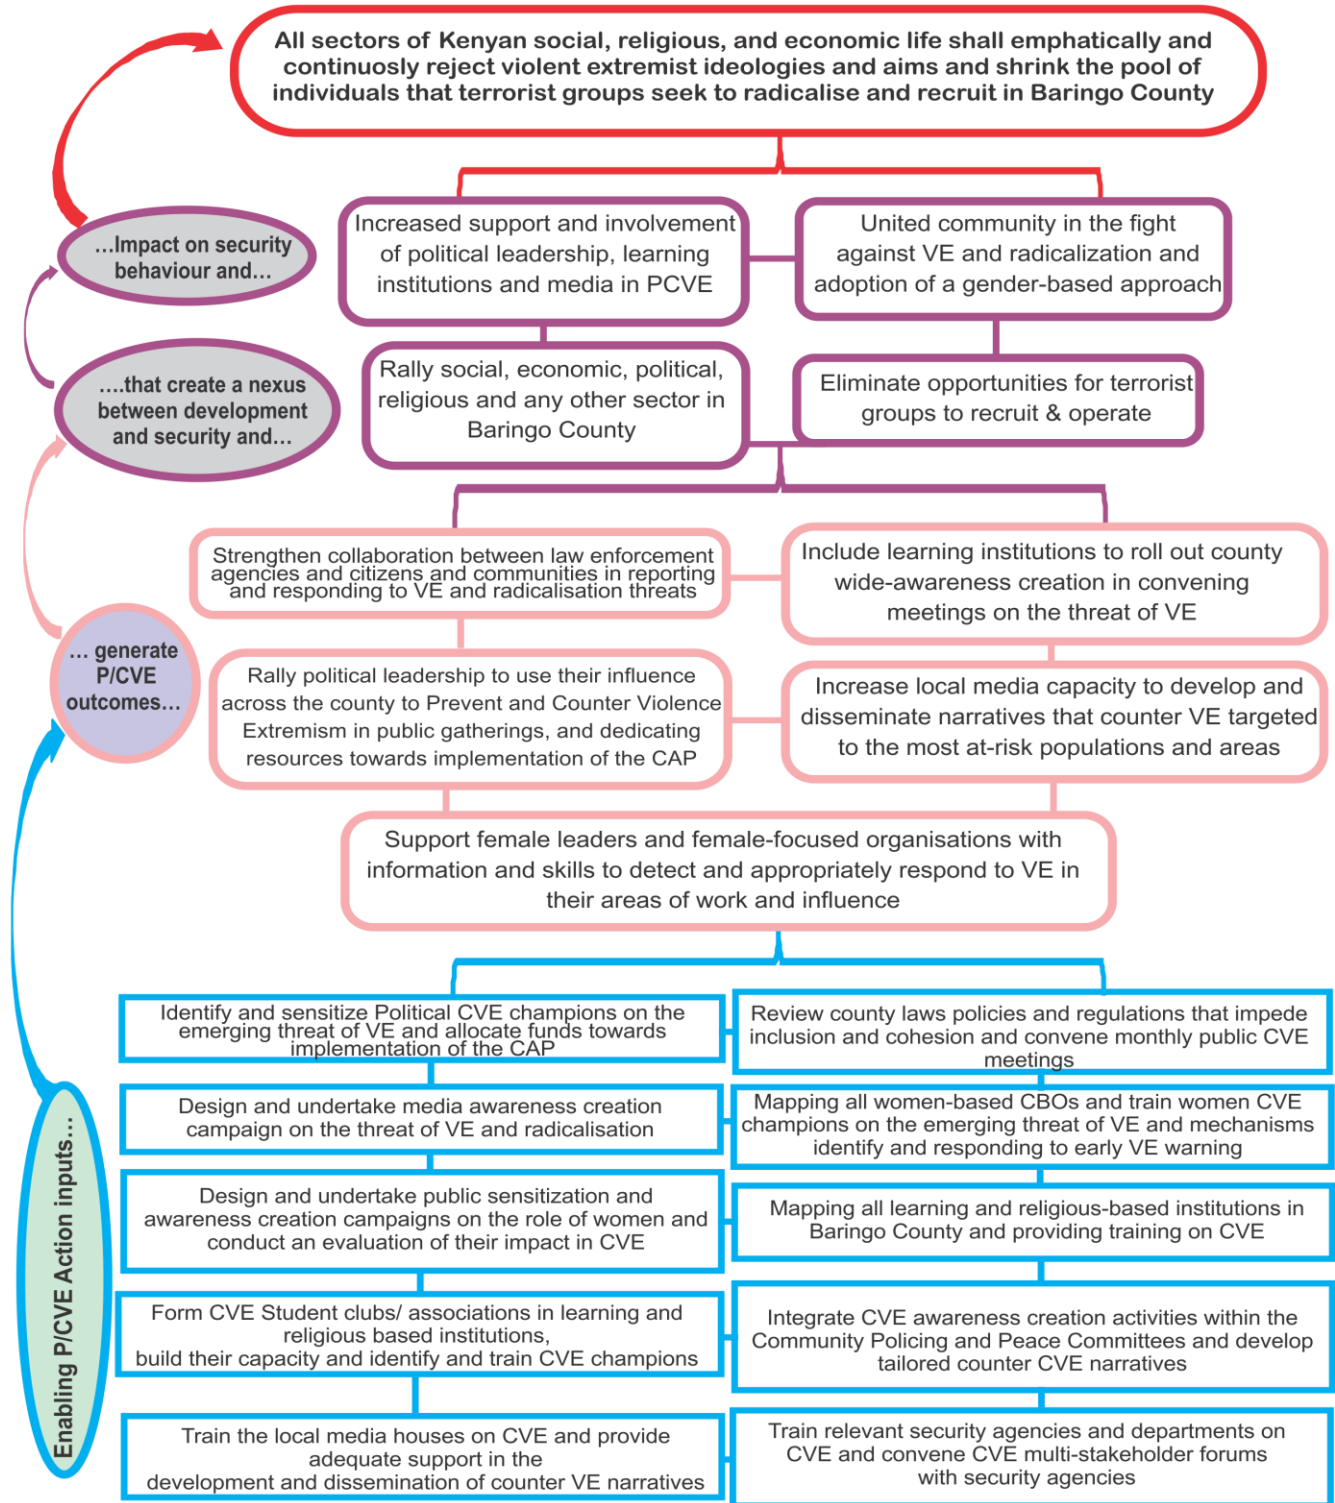 All sectors of Kenyan social, religious, and economic life shall emphatically and
continuosly reject violent extremist ideologies and aims and shrink the pool of
individuals that terrorist groups seek to radicalise and recruit in Baringo County
…Impact on security
behaviour and…
Increased support and involvement
of political leadership, learning
institutions and media in PCVE
United community in the fight
against VE and radicalization and
adoption of a gender-based approach
….that create a nexus
between development
and security and…
Rally social, economic, political,
religious and any other sector in
Baringo County
Eliminate opportunities for terrorist
groups to recruit & operate
Strengthen collaboration between law enforcement
agencies and citizens and communities in reporting
and responding to VE and radicalisation threats
Include learning institutions to roll out county
wide-awareness creation in convening
meetings on the threat of VE
… generate
P/CVE
outcomes…
Rally political leadership to use their influence
across the county to Prevent and Counter Violence
Extremism in public gatherings, and dedicating
resources towards implementation of the CAP
Increase local media capacity to develop and
disseminate narratives that counter VE targeted
to the most at-risk populations and areas
Support female leaders and female-focused organisations with
information and skills to detect and appropriately respond to VE in
their areas of work and influence
Enabling P/CVE Action inputs…
Identify and sensitize Political CVE champions on the
emerging threat of VE and allocate funds towards
implementation of the CAP
Review county laws policies and regulations that impede
inclusion and cohesion and convene monthly public CVE
meetings
Design and undertake media awareness creation
campaign on the threat of VE and radicalisation
Mapping all women-based CBOs and train women CVE
champions on the emerging threat of VE and mechanisms
identify and responding to early VE warning
Design and undertake public sensitization and
awareness creation campaigns on the role of women and
conduct an evaluation of their impact in CVE
Mapping all learning and religious-based institutions in
Baringo County and providing training on CVE
Form CVE Student clubs/ associations in learning and
religious based institutions,
build their capacity and identify and train CVE champions
Integrate CVE awareness creation activities within the
Community Policing and Peace Committees and develop
tailored counter CVE narratives
Train the local media houses on CVE and provide
adequate support in the
development and dissemination of counter VE narratives
Train relevant security agencies and departments on
CVE and convene CVE multi-stakeholder forums
with security agencies